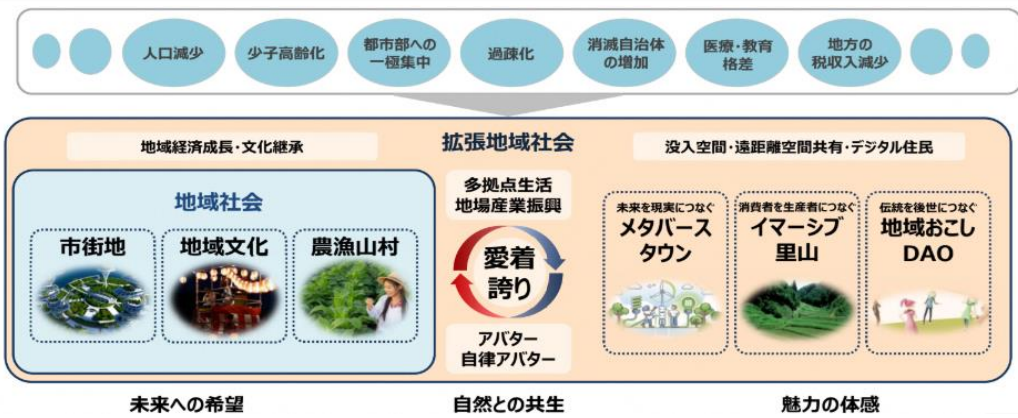 人口減少
少子高齢化
都市部への
一極集中
過疎化
消滅自治体
の増加
医療・教育
格差
地方の
税収入減少
拡張地域社会
地域経済成長・文化継承
没入空間・遠距離空間共有・デジタル住民
地域社会
市街地
地域文化
農漁山村
多拠点生活
地場産業振興
愛着
誇り
アバター
自律アバター
未来を現実につなぐ
メタバース
タウン
消費者を生産者につなぐ
イマーシブ
里山
伝統を後世につなぐ
地域おこし
DAO
未来への希望
自然との共生
魅力の体感